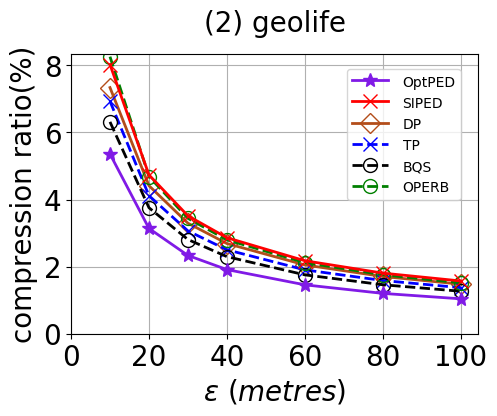 (2) geolife
compression ratio(%)
8
6
4
2
0
0 20 40 60 80 100
ε (metres)
OptPED
SIPED
DP
TP
BQS
OPERB